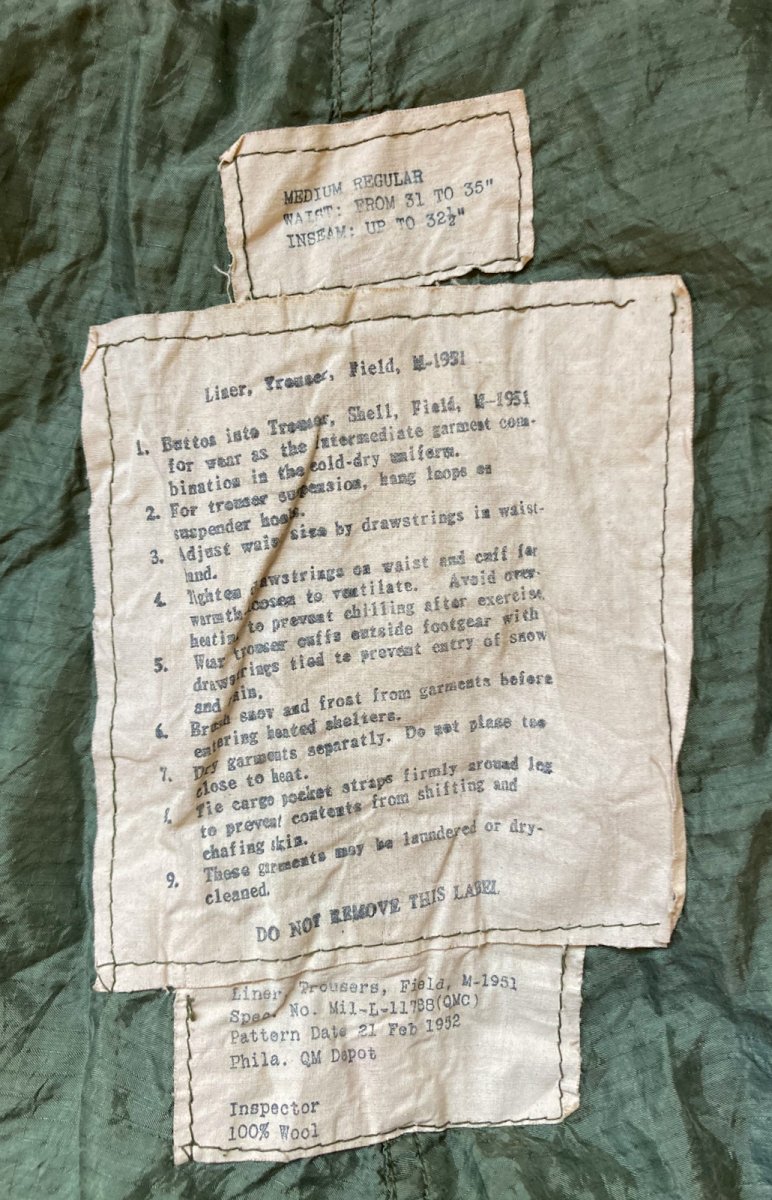 MEDIUM REGULAR
WAIST: FROM 31 TO 35"
INSEAM: UP TO 32½"
Liner, Trouser, Field, M-1951
1. Button into Trouser, Shell, Field, M-1951
for wear as the intermediate garment com-
bination in the cold-dry uniform.
2. For trouser suspension, hang loops on
suspender hooks.
3. Adjust waist size by drawstrings in waist-
band.
4. Tighten drawstrings on waist and cuff for
warmth loosen to ventilate. Avoid over-
heating to prevent chilling after exercise
5. Wear trouser cuffs outside footgear with
drawstrings tied to prevent entry of snow
and rain.
6. Brush snow and frost from garments before
entering heated shelters.
7. Dry garments separatly. Do not place too
close to heat.
8. Tie cargo pocket straps firmly around leg
to prevent contents from shifting and
chafing skin.
9. These garments may be laundered or dry-
cleaned.
DO NOT REMOVE THIS LABEL
Liner, Trousers, Field, M-1951
Spec. No. Mil-L-11788(QMC)
Pattern Date 21 Feb 1952
Phila. QM Depot
Inspector
100% Wool